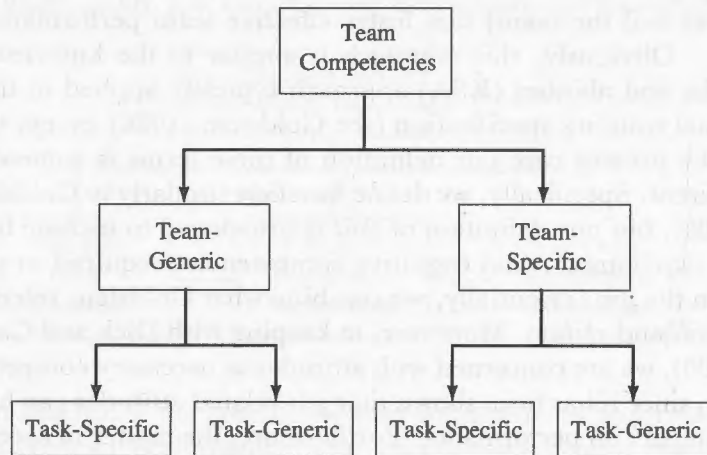 Team
Competencies
Team-
Generic
Team-
Specific
Task-Specific
Task-Generic
Task-Specific
Task-Generic